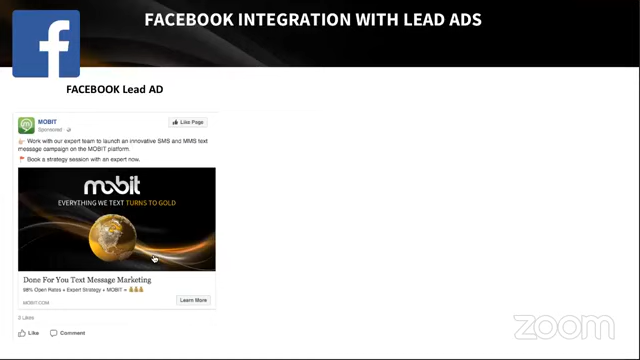 FACEBOOK INTEGRATION WITH LEAD ADS
f
FACEBOOK Lead AD
MOBIT
Sponsored
Like Page
Work with our expert team to launch an innovative SMS and MMS text
message campaign on the MOBIT platform.
Book a strategy session with an expert now.
mobit
EVERYTHING WE TEXT TURNS TO GOLD
Done For You Text Message Marketing
98% Open Rates + Expert Strategy + MOBIT =
MOBIT.COM
Learn More
0 Likes
Like Comment
zoom